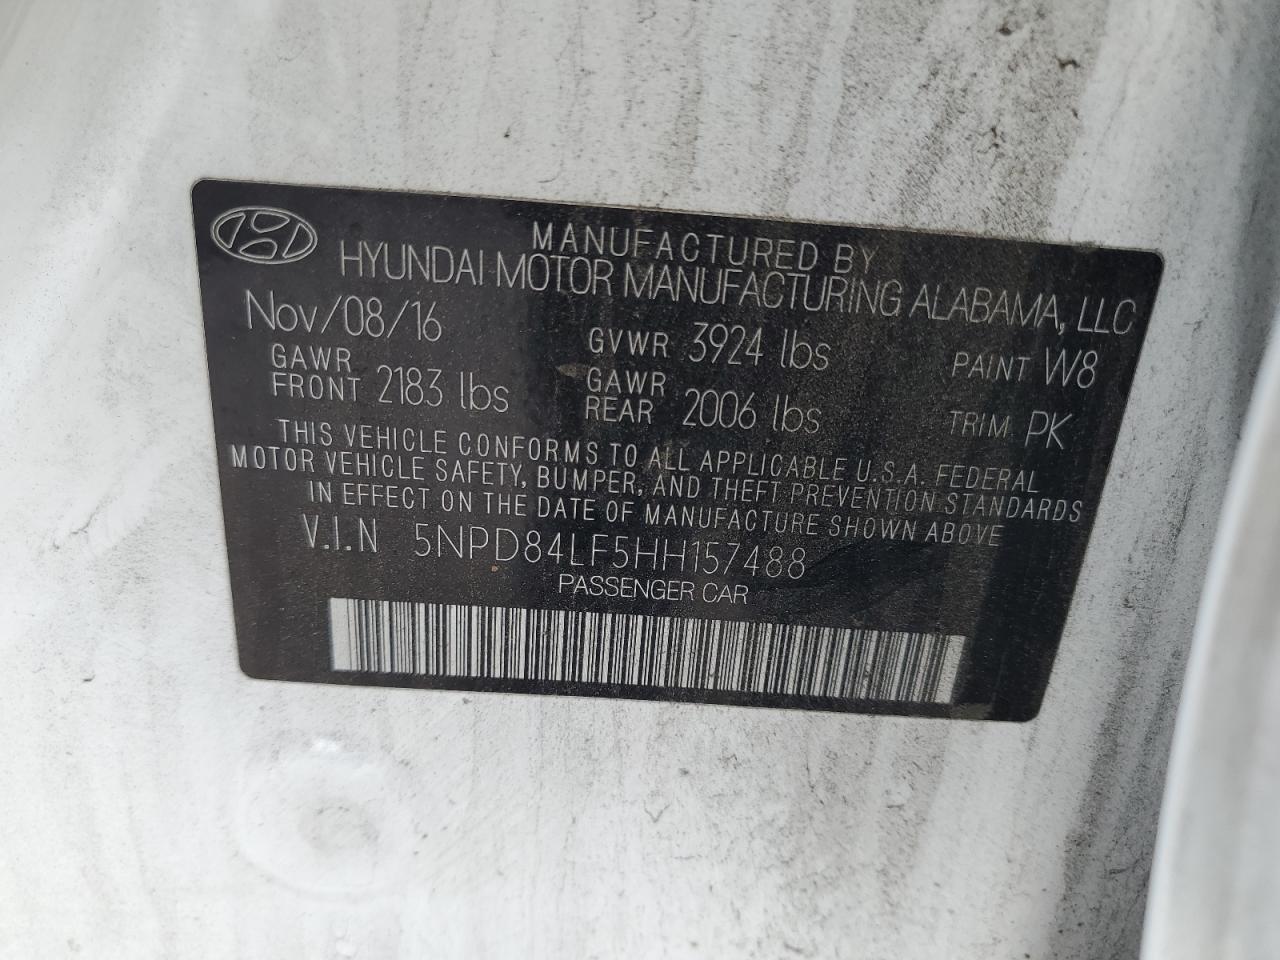 MANUFACTURED BY
HYUNDAI MOTOR MANUFACTURING ALABAMA, LLC
Nov/08/16 GVWR 3924 lbs PAINT W8
GAWR FRONT 2183 lbs GAWR REAR 2006 lbs TRIM PK
THIS VEHICLE CONFORMS TO ALL APPLICABLE U.S.A. FEDERAL
MOTOR VEHICLE SAFETY, BUMPER, AND THEFT PREVENTION STANDARDS
IN EFFECT ON THE DATE OF MANUFACTURE SHOWN ABOVE
V.I.N 5NPD84LF5HH157488
PASSENGER CAR